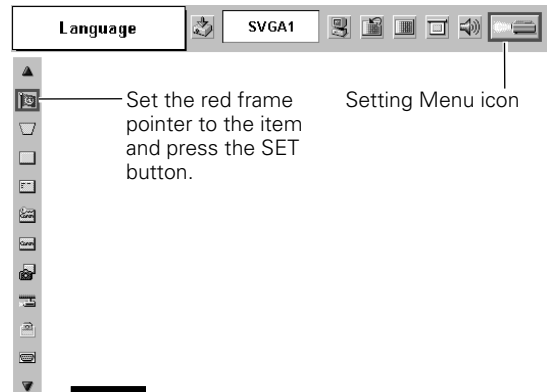 Language
SVGA1
Set the red frame
pointer to the item
and press the SET
button.
Setting Menu icon